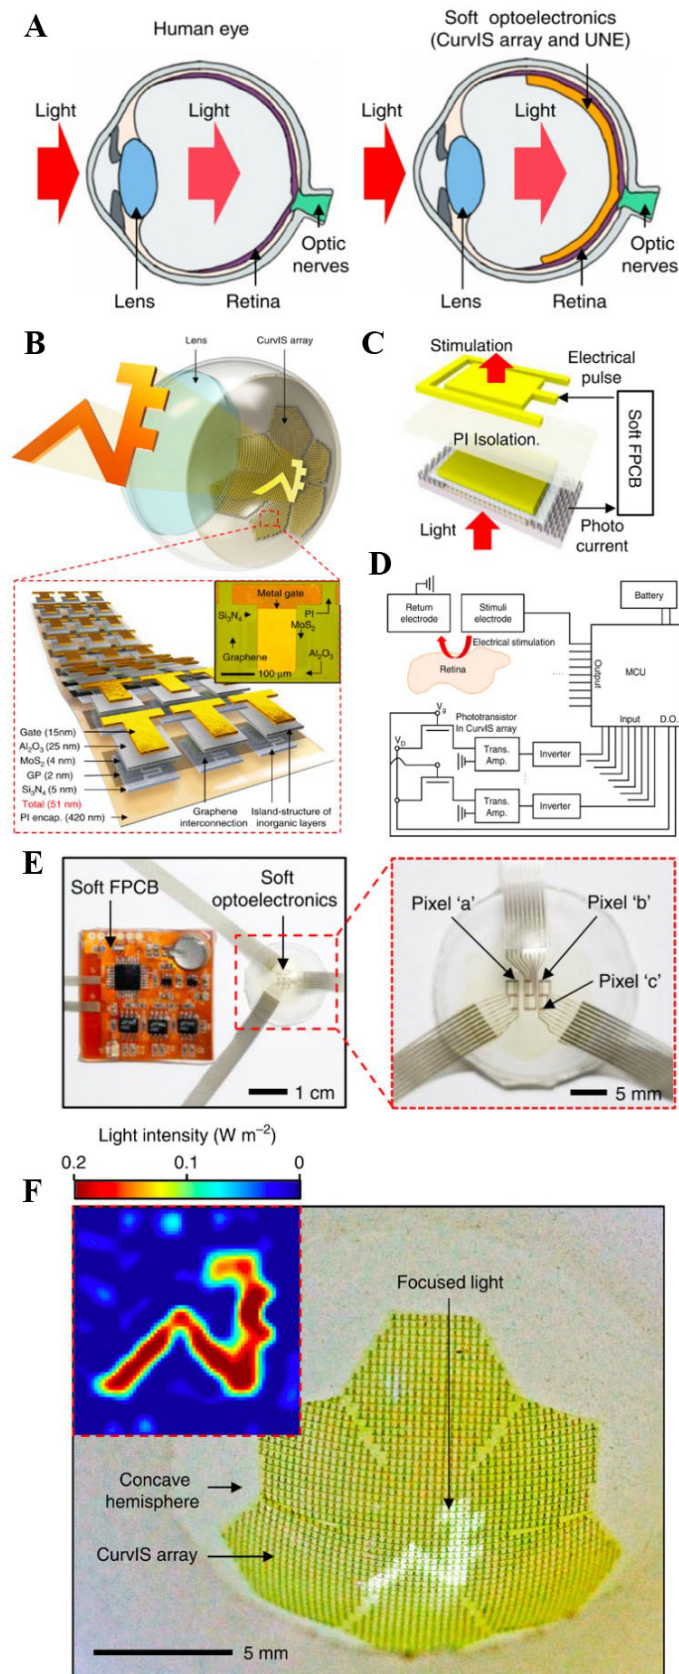 A
Human eye
Light
Light
Lens
Retina
Optic
nerves
Soft optoelectronics
(CurvIS array and UNE)
Light
Light
Lens
Retina
Optic
nerves
B
Lens
CurvIS array
Metal gate
Si₃N₄
PI
MoS₂
Graphene
Al₂O₃
100 μm
Gate (15nm)
Al₂O₃ (25 nm)
MoS₂ (4 nm)
GP (2 nm)
Si₃N₄ (5 nm)
Total (51 nm)
PI encap. (420 nm)
Graphene
interconnection
Island-structure of
inorganic layers
C
Stimulation
Electrical
pulse
PI Isolation.
Soft FPCB
Light
Photo
current
D
Return
electrode
Stimuli
electrode
Battery
Electrical stimulation
Retina
Output
MCU
Input
D.O.
Vg
VD
Phototransistor
In CurvIS array
Trans.
Amp.
Inverter
Trans.
Amp.
Inverter
E
Soft FPCB
Soft
optoelectronics
1 cm
Pixel ‘a’
Pixel ‘b’
Pixel ‘c’
5 mm
F
Light intensity (W m⁻²)
0.2
0.1
0
Focused light
Concave
hemisphere
CurvIS array
5 mm